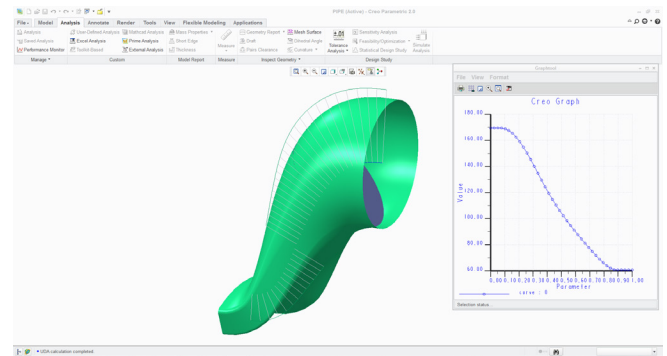 PIPE (Active) - Creo Parametric 3.0
File Model Analysis Annotate Render Tools View Flexible Modeling Applications
Analysis User-Defined Analysis Mathcad Analysis Mass Properties Geometry Report Mesh Surface Sensitivity Analysis
Saved Analysis Excel Analysis Prime Analysis Short Edge Draft Dihedral Angle Feasibility/Optimization
Performance Monitor Toolkit-Based External Analysis Thickness Measure Pairs Clearance Curvature Tolerance Analysis Statistical Design Study Simulate Analysis
Manage Custom Model Report Measure Inspect Geometry Design Study
Graphtool
File View Format
Creo Graph
180.00
160.00
140.00
120.00
100.00
80.00
60.00
Value
0.00 0.10 0.20 0.30 0.40 0.50 0.60 0.70 0.80 0.90 1.00
Parameter
curve : 0
Selection status...
UDA calculation completed.